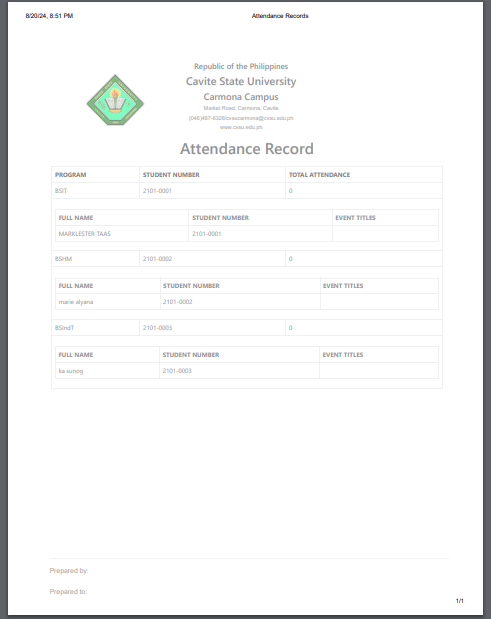 8/20/24, 8:51 PM Attendance Records
Republic of the Philippines
Cavite State University
Carmona Campus
Market Road, Carmona, Cavite
(046)487-6328/cvsucarmona@cvsu.edu.ph
www.cvsu.edu.ph
Attendance Record
PROGRAM STUDENT NUMBER TOTAL ATTENDANCE
BSIT 2101-0001 0
FULL NAME STUDENT NUMBER EVENT TITLES
MARKLESTER TAAS 2101-0001
BSHM 2101-0002 0
FULL NAME STUDENT NUMBER EVENT TITLES
marie alyana 2101-0002
BSIndT 2101-0003 0
FULL NAME STUDENT NUMBER EVENT TITLES
ka sunog 2101-0003
Prepared by:
Prepared to:
1/1